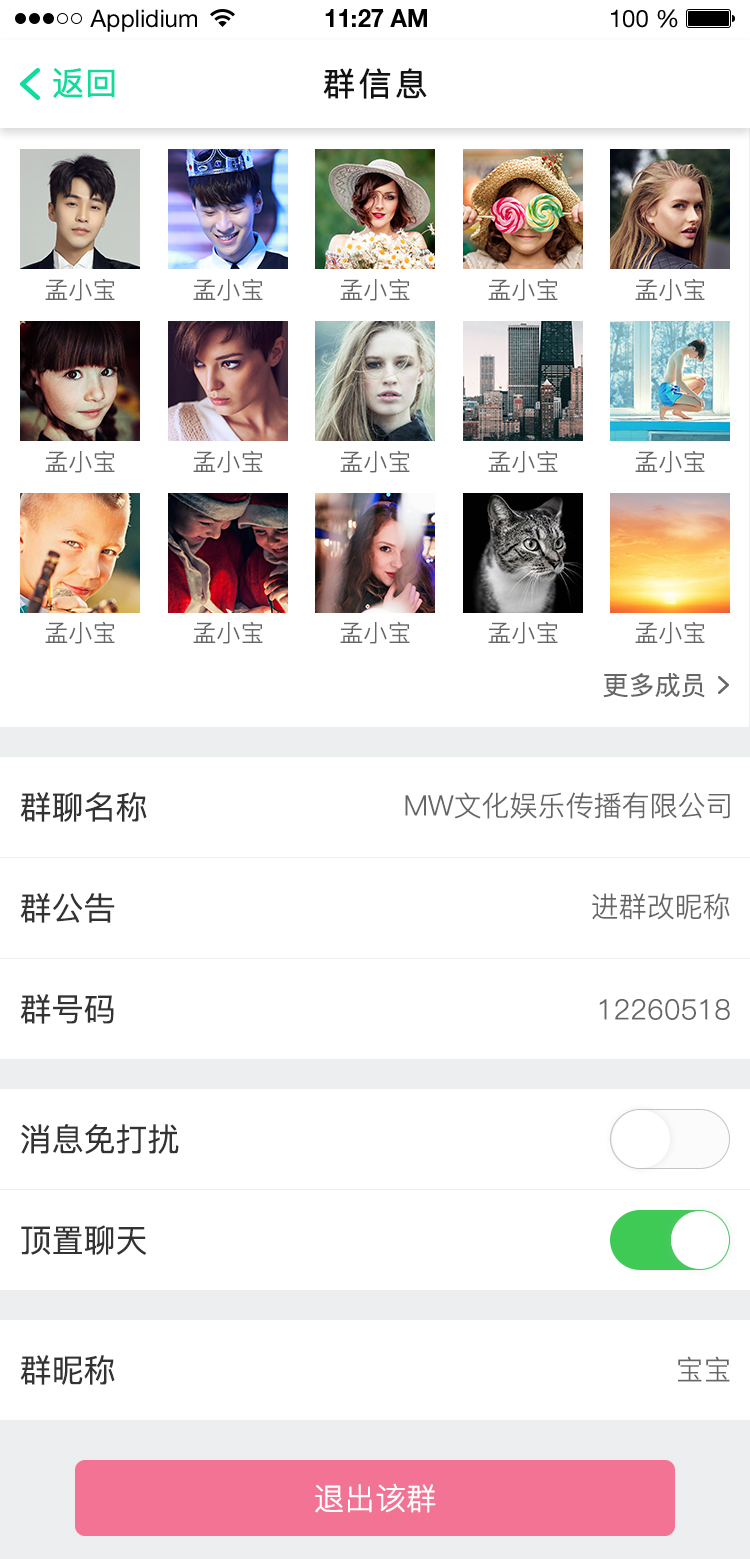 Applidium 11:27 AM 100 %
返回 群信息
孟小宝 孟小宝 孟小宝 孟小宝 孟小宝
孟小宝 孟小宝 孟小宝 孟小宝 孟小宝
孟小宝 孟小宝 孟小宝 孟小宝 孟小宝
更多成员
群聊名称 MW文化娱乐传播有限公司
群公告 进群改昵称
群号码 12260518
消息免打扰
顶置聊天
群昵称 宝宝
退出该群